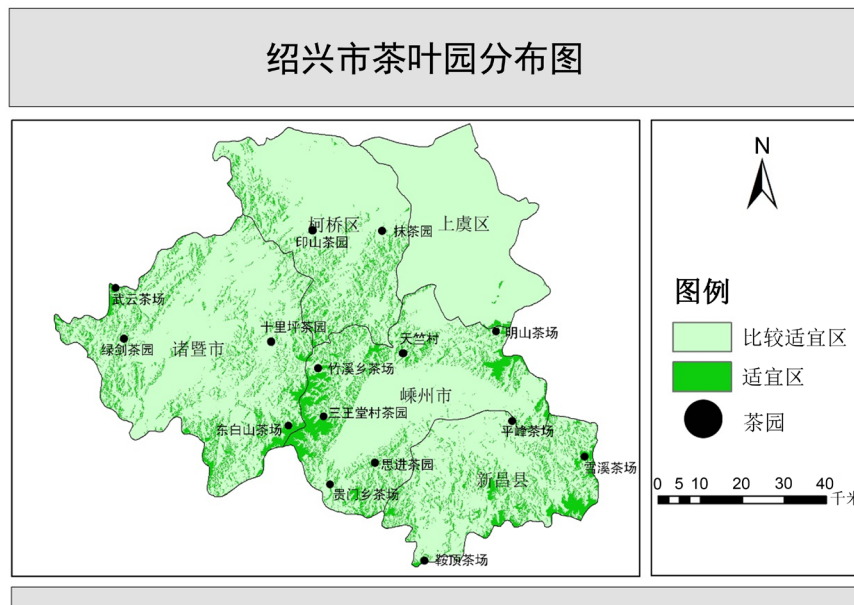 绍兴市茶叶园分布图
柯桥区
印山茶园
抹茶园
上虞区
武云茶场
绿剑茶园
诸暨市
十里坪茶园
天竺村
明山茶场
竹溪乡茶场
嵊州市
三王堂村茶园
东白山茶场
平峰茶场
思进茶园
雪溪茶场
新昌县
贵门乡茶场
鞍顶茶场
N
图例
比较适宜区
适宜区
茶园
0 5 10 20 30 40
千米